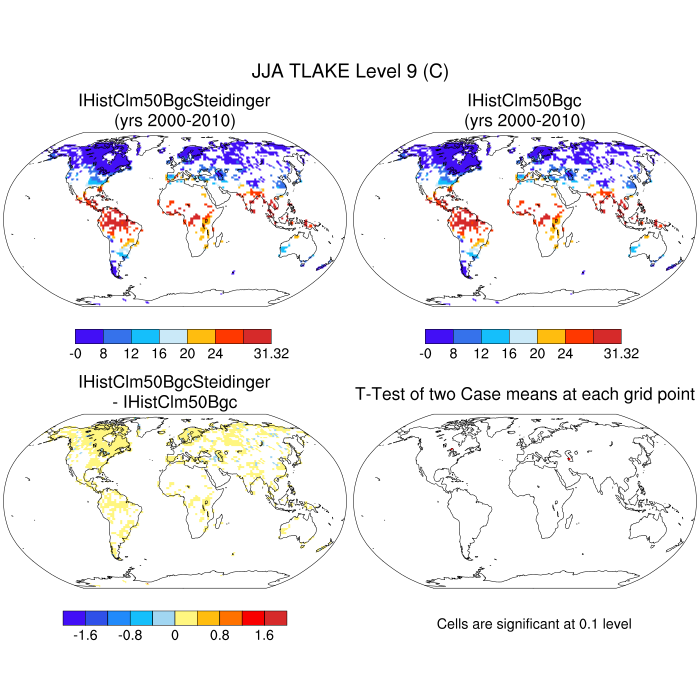 JJA TLAKE Level 9 (C)
IHistClm50BgcSteidinger
(yrs 2000-2010)
IHistClm50Bgc
(yrs 2000-2010)
-0 8 12 16 20 24 31.32
-0 8 12 16 20 24 31.32
IHistClm50BgcSteidinger
- IHistClm50Bgc
T-Test of two Case means at each grid point
-1.6 -0.8 0 0.8 1.6
Cells are significant at 0.1 level